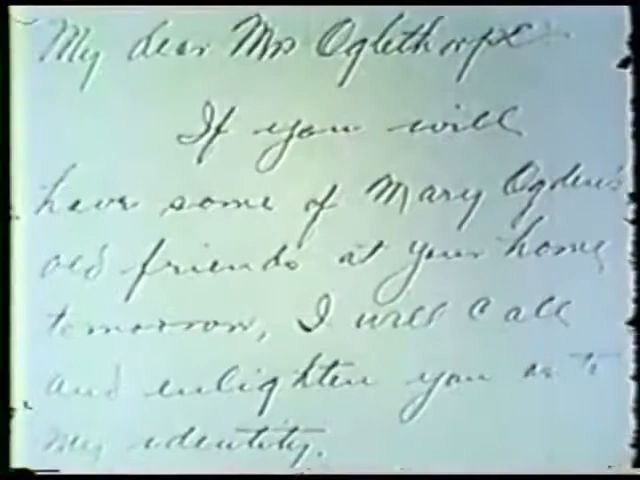 My dear Mrs Oglethorpe
If you will
have some of Mary Ogden's
old friends at your home
tomorrow, I will call
and enlighten you as to
my identity.